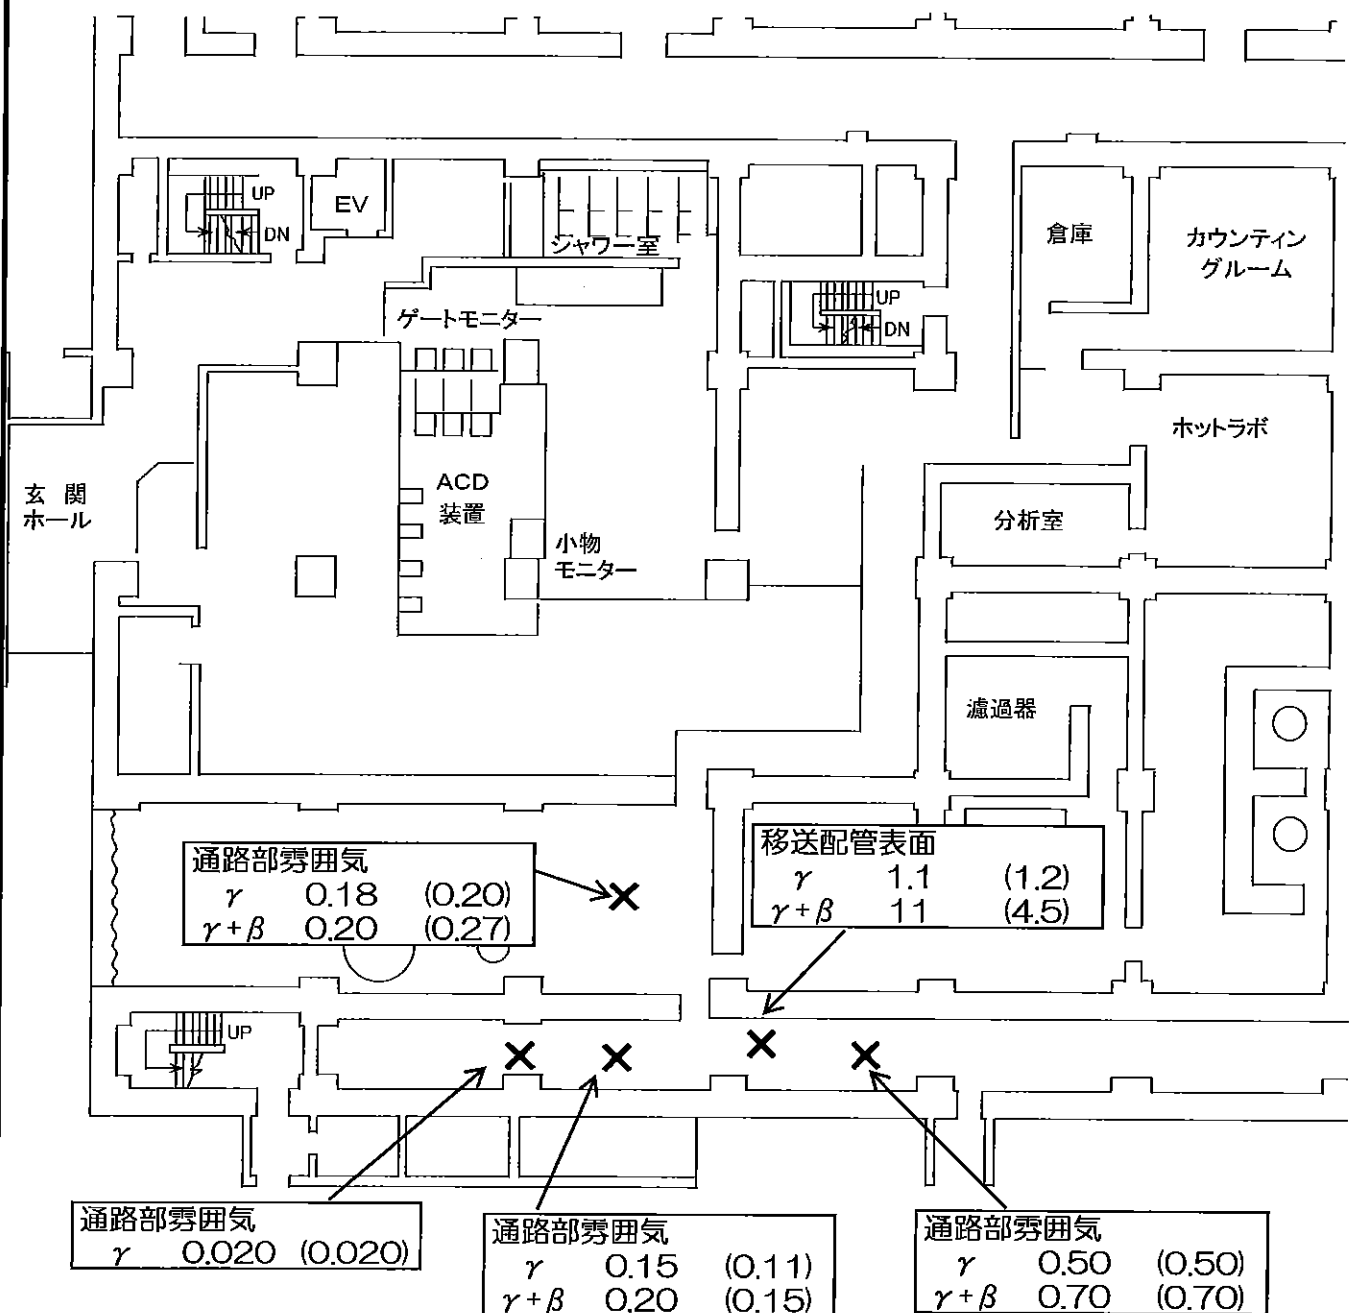 UP
DN
EV
シャワー室
倉庫
カウンティン
グルーム
UP
DN
ゲートモニター
ホットラボ
ACD
装置
玄 関
ホール
分析室
小物
モニター
濾過器
通路部雰囲気
γ 0.18 (0.20)
γ+β 0.20 (0.27)
移送配管表面
γ 1.1 (1.2)
γ+β 11 (4.5)
UP
通路部雰囲気
γ 0.020 (0.020)
通路部雰囲気
γ 0.15 (0.11)
γ+β 0.20 (0.15)
通路部雰囲気
γ 0.50 (0.50)
γ+β 0.70 (0.70)